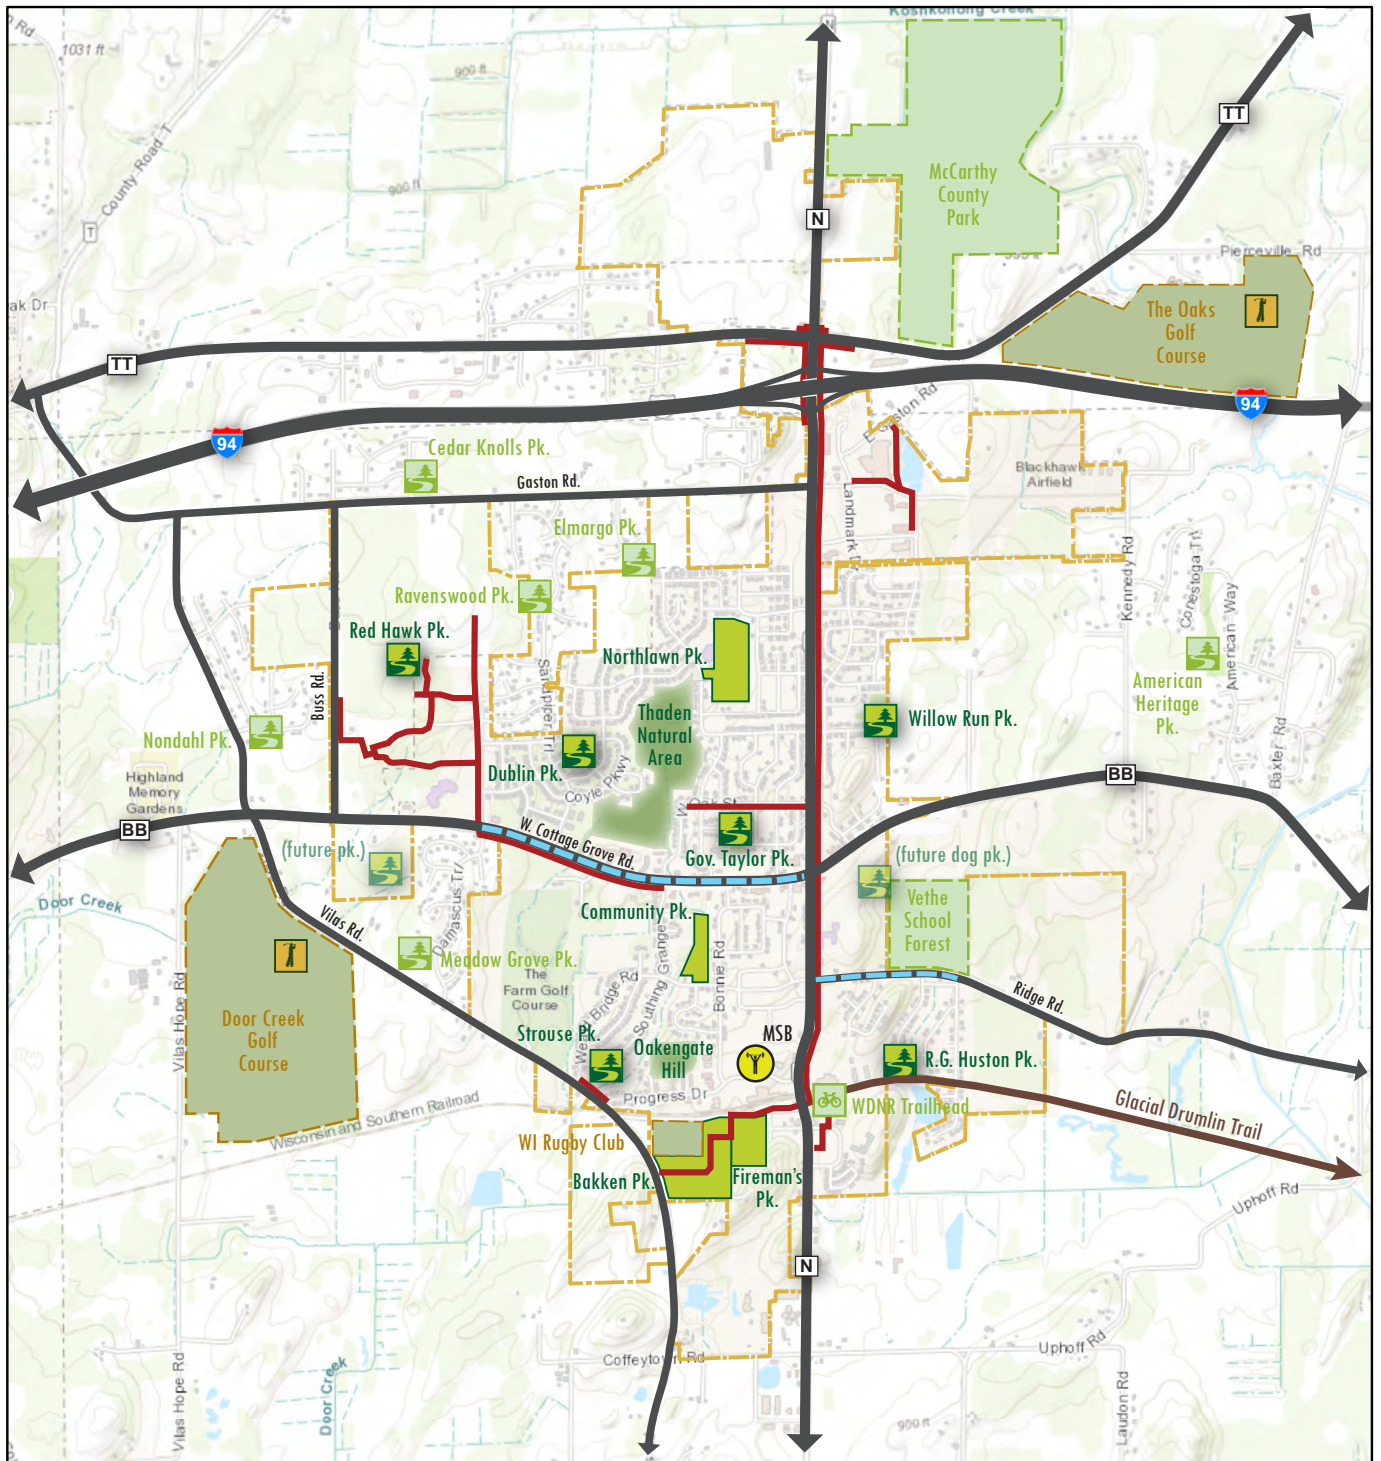 Koshkonong Creek
Rd
1031 ft
900 ft
N
TT
County Road T
900 ft
McCarthy
County
Park
T
N
Pierceville Rd
ak Dr
The Oaks
Golf
Course
TT
94
94
E Gaston Rd
Cedar Knolls Pk.
Gaston Rd.
Blackhawk
Airfield
Landmark Dr
Elmargo Pk.
Kennedy Rd
Conestoga Trl
American Way
Ravenswood Pk.
Red Hawk Pk.
Northlawn Pk.
Sandpiper Trl
Buss Rd.
American
Heritage
Pk.
Thaden
Natural
Area
Willow Run Pk.
Nondahl Pk.
Baxter Rd
Dublin Pk.
Coyle Pkwy
Highland
Memory
Gardens
BB
W. Oak St
BB
W. Cottage Grove Rd.
Gov. Taylor Pk.
(future pk.)
(future dog pk.)
Door Creek
Damascus Trl
Vilas Rd.
Community Pk.
Vethe
School
Forest
Meadow Grove Pk.
The
Farm Golf
Course
West Bridge Rd
Southing Grange
Bonnie Rd
Vilas Hope Rd
Ridge Rd.
Door Creek
Golf
Course
Strouse Pk.
Oakengate
Hill
MSB
R.G. Huston Pk.
Progress Dr
WDNR Trailhead
Glacial Drumlin Trail
Wisconsin and Southern Railroad
WI Rugby Club
Bakken Pk.
Fireman's
Pk.
Uphoff Rd
N
Coffeytown Rd
Uphoff Rd
Door Creek
Vilas Hope Rd
Laudon Rd
900 ft